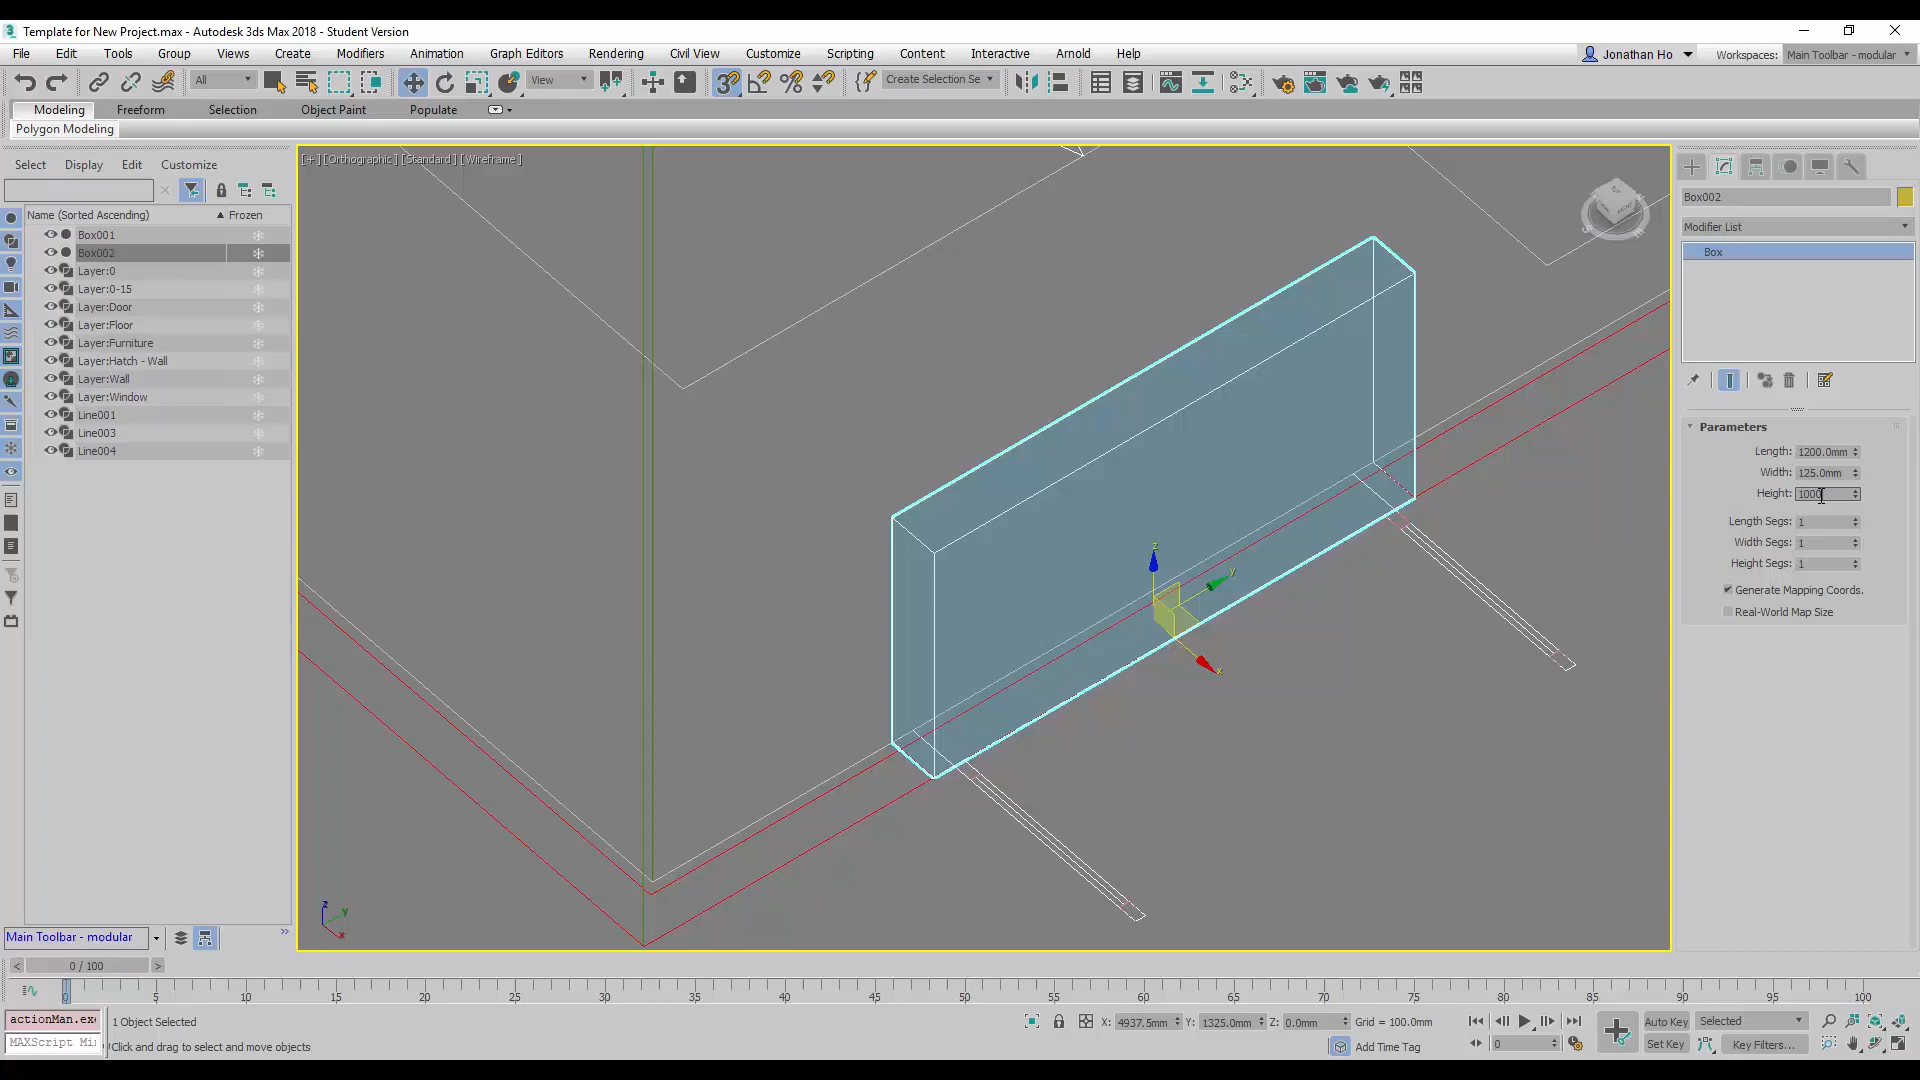 Template for New Project.max - Autodesk 3ds Max 2018 - Student Version
File Edit Tools Group Views Create Modifiers Animation Graph Editors Rendering Civil View Customize Scripting Content Interactive Arnold Help
Jonathan Ho
Workspaces: Main Toolbar - modular
All
View
Create Selection Se
Modeling Freeform Selection Object Paint Populate
Polygon Modeling
Select Display Edit Customize
[+] [Orthographic] [Standard] [Wireframe]
Name (Sorted Ascending) Frozen
Box001
Box002
Layer:0
Layer:0-15
Layer:Door
Layer:Floor
Layer:Furniture
Layer:Hatch - Wall
Layer:Wall
Layer:Window
Line001
Line003
Line004
z
y
x
z
y
x
Box002
Modifier List
Box
Parameters
Length: 1200.0mm
Width: 125.0mm
Height: 1000
Length Segs: 1
Width Segs: 1
Height Segs: 1
Generate Mapping Coords.
Real-World Map Size
Main Toolbar - modular
< 0 / 100 >
0 5 10 15 20 25 30 35 40 45 50 55 60 65 70 75 80 85 90 95 100
actionMan.exe
MAXScript Mi
1 Object Selected
Click and drag to select and move objects
X: 4937.5mm Y: 1325.0mm Z: 0.0mm Grid = 100.0mm
Add Time Tag
0
Auto Key Selected
Set Key Key Filters...